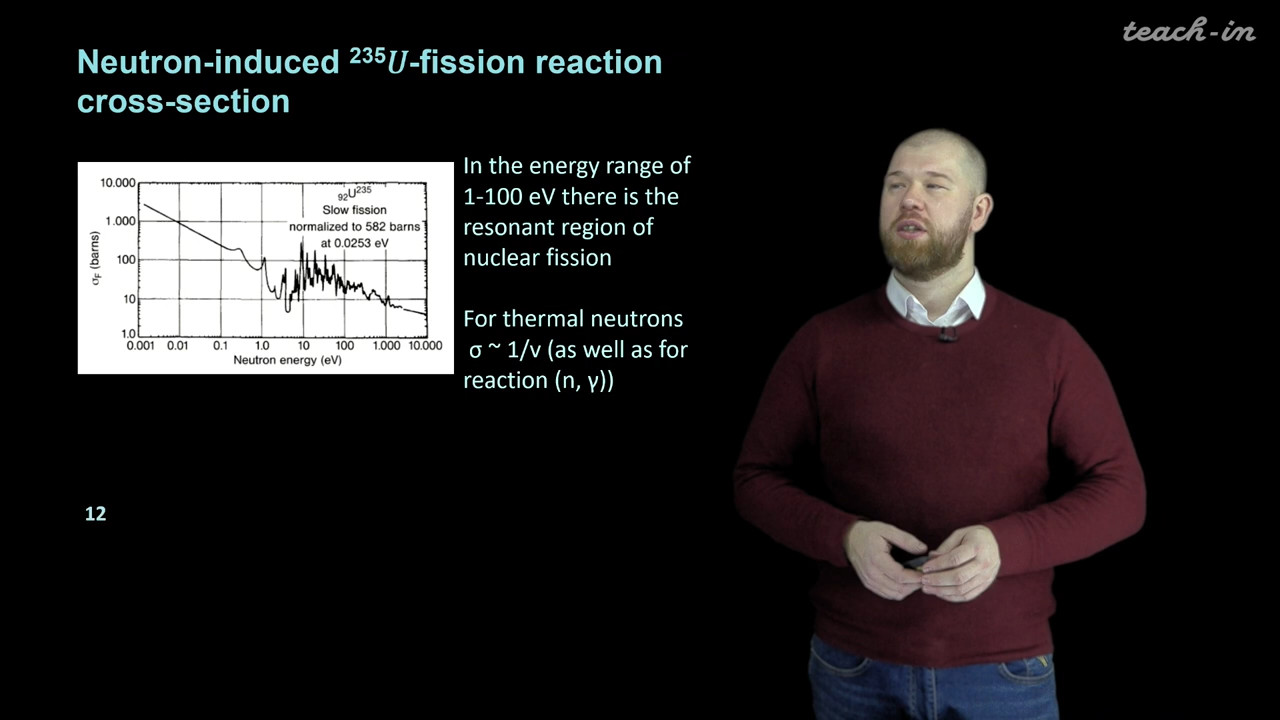 teach-in
Neutron-induced ²³⁵U-fission reaction
cross-section
In the energy range of
1-100 eV there is the
resonant region of
nuclear fission
For thermal neutrons
σ ~ 1/v (as well as for
reaction (n, γ))
₉₂U²³⁵
Slow fission
normalized to 582 barns
at 0.0253 eV
σF (barns)
10.000
1.000
100
10
1.0
0.001 0.01 0.1 1.0 10 100 1.000 10.000
Neutron energy (eV)
12